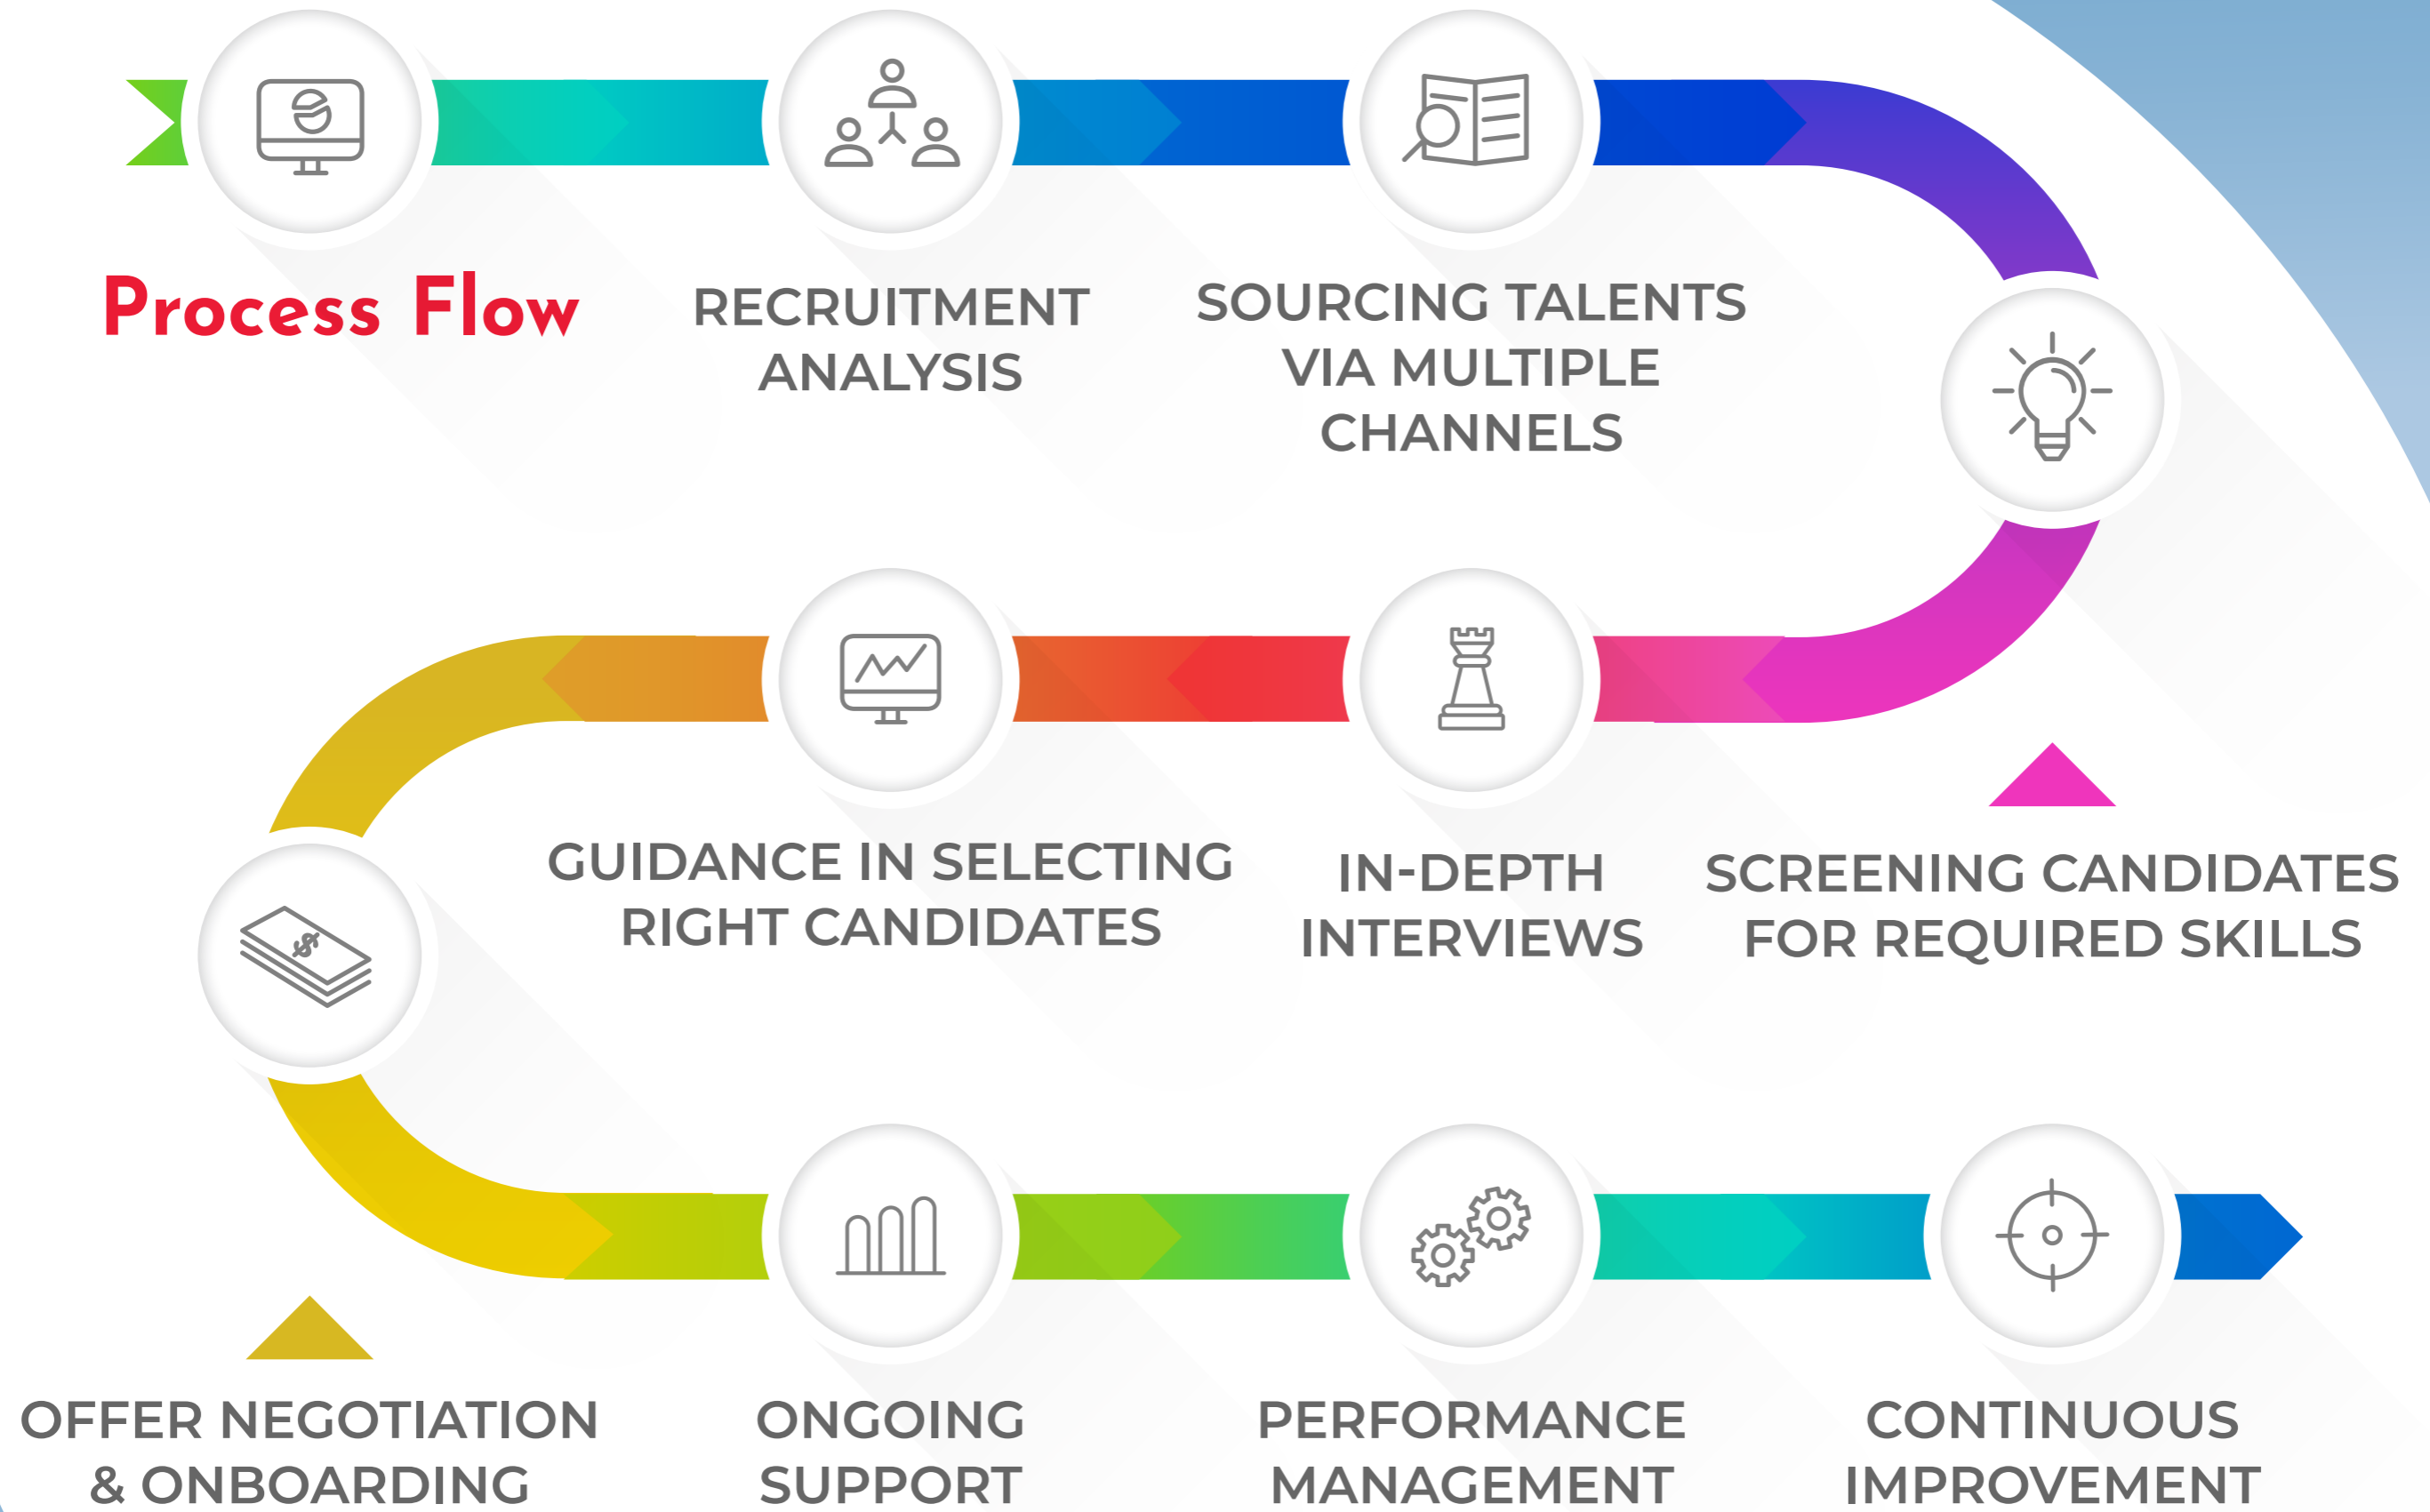 Process Flow
RECRUITMENT
ANALYSIS
SOURCING TALENTS
VIA MULTIPLE
CHANNELS
SCREENING CANDIDATES
FOR REQUIRED SKILLS
IN-DEPTH
INTERVIEWS
GUIDANCE IN SELECTING
RIGHT CANDIDATES
$
OFFER NEGOTIATION
& ONBOARDING
ONGOING
SUPPORT
PERFORMANCE
MANAGEMENT
CONTINUOUS
IMPROVEMENT